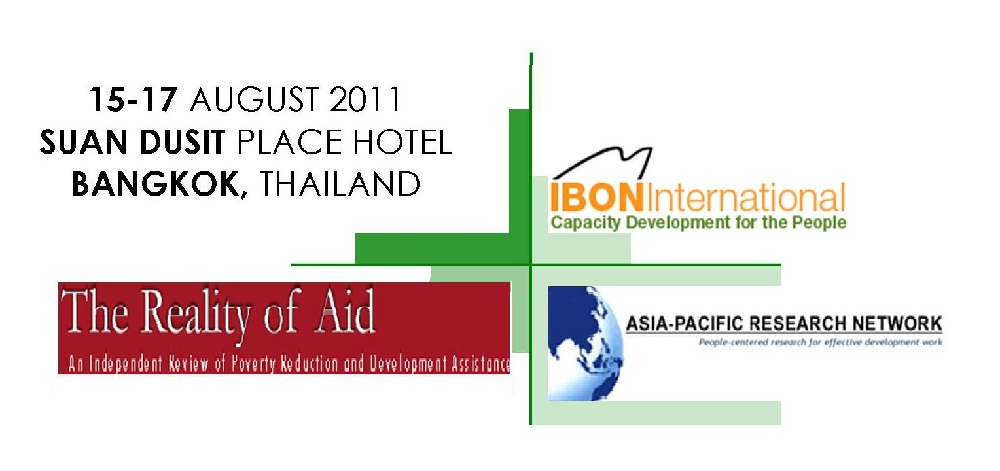 15-17 AUGUST 2011
SUAN DUSIT PLACE HOTEL
BANGKOK, THAILAND
IBON International
Capacity Development for the People
The Reality of Aid
An Independent Review of Poverty Reduction and Development Assistance
ASIA-PACIFIC RESEARCH NETWORK
People-centered research for effective development work